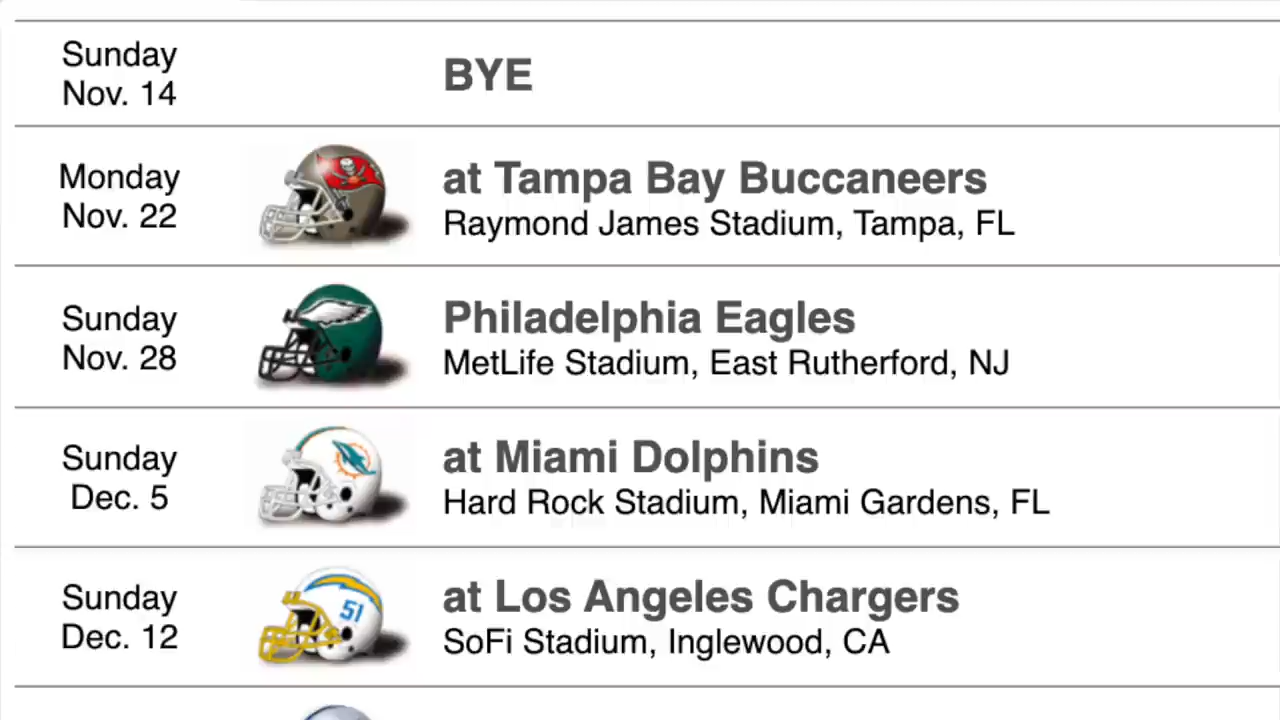 Sunday
Nov. 14
BYE
Monday
Nov. 22
at Tampa Bay Buccaneers
Raymond James Stadium, Tampa, FL
Sunday
Nov. 28
Philadelphia Eagles
MetLife Stadium, East Rutherford, NJ
Sunday
Dec. 5
at Miami Dolphins
Hard Rock Stadium, Miami Gardens, FL
Sunday
Dec. 12
51
at Los Angeles Chargers
SoFi Stadium, Inglewood, CA